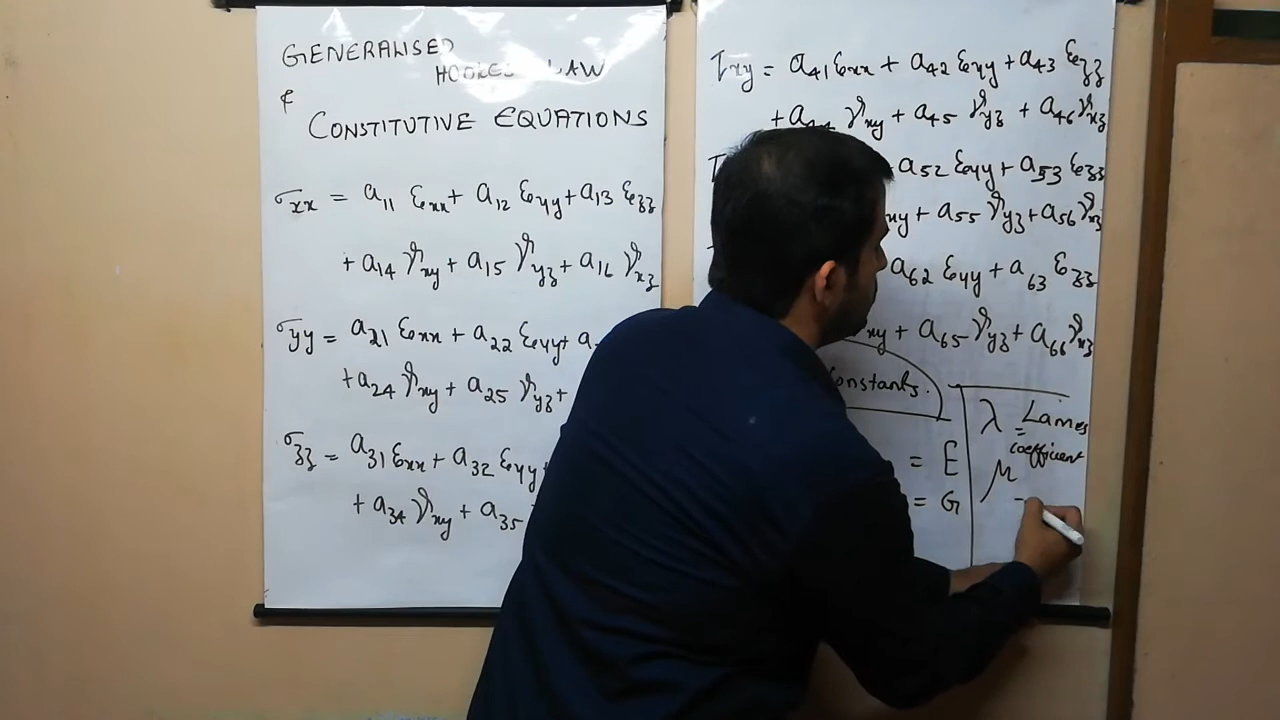 GENERALISED
HOOKES LAW
&
CONSTITUTIVE EQUATIONS
σxx = a11 εxx + a12 εyy + a13 εzz
+ a14 γxy + a15 γyz + a16 γxz
σyy = a21 εxx + a22 εyy + a
+ a24 γxy + a25 γyz +
σzz = a31 εxx + a32 εyy
+ a34 γxy + a35
τxy = a41 εxx + a42 εyy + a43 εzz
+ a44 γxy + a45 γyz + a46 γxz
a52 εyy + a53 εzz
xy + a55 γyz + a56 γxz
a62 εyy + a63 εzz
xy + a65 γyz + a66 γxz
Constants.
= E
= G
λ = Lames
coefficient
μ